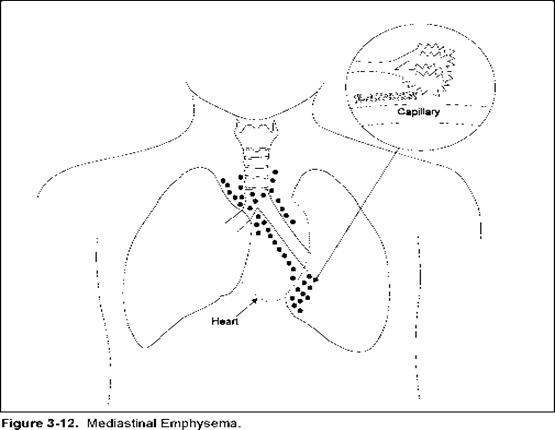 Capillary
Heart
Figure 3-12. Mediastinal Emphysema.